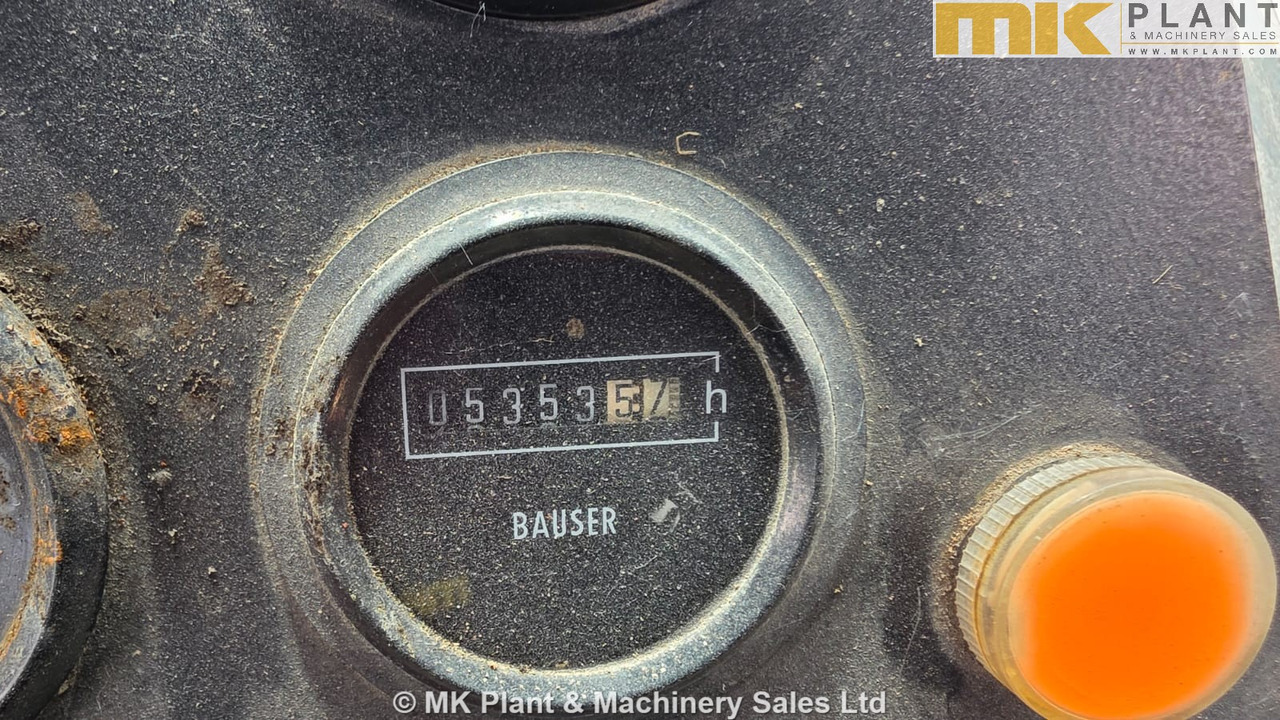 MK PLANT
& MACHINERY SALES
WWW.MKPLANT.COM
0535357 h
BAUSER
© MK Plant & Machinery Sales Ltd